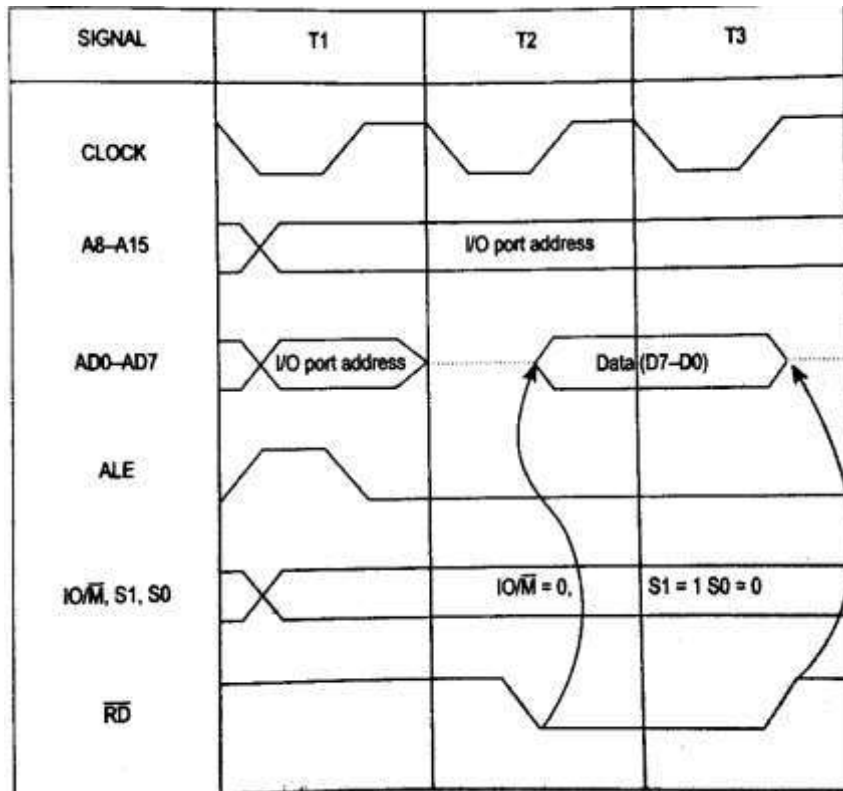 SIGNAL T1 T2 T3
CLOCK
A8–A15 I/O port address
AD0–AD7 I/O port address Data (D7–D0)
ALE
IO/M̅, S1, S0 IO/M̅ = 0, S1 = 1 S0 = 0
R̅D̅